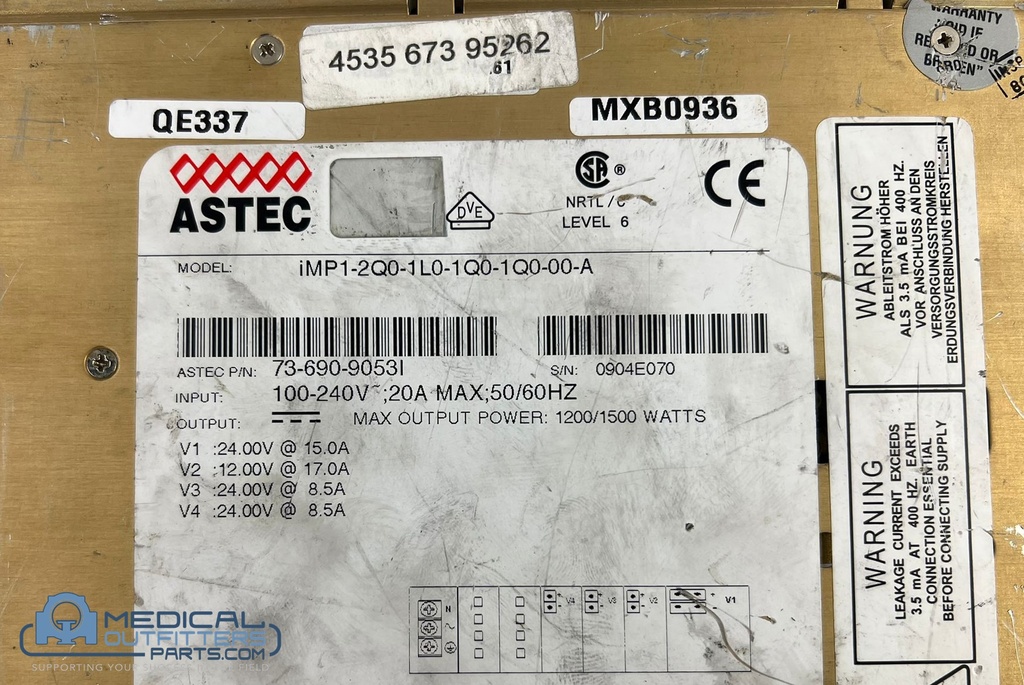 4535 673 95262
.61
WARRANTY
VOID IF
OR
QE337
MXB0936
ASTEC
DVE
SA ®
NRTL/C
LEVEL 6
CE
MODEL: iMP1-2Q0-1L0-1Q0-1Q0-00-A
ASTEC P/N: 73-690-9053I
S/N: 0904E070
INPUT: 100-240V~;20A MAX;50/60HZ
OUTPUT: MAX OUTPUT POWER: 1200/1500 WATTS
V1 :24.00V @ 15.0A
V2 :12.00V @ 17.0A
V3 :24.00V @ 8.5A
V4 :24.00V @ 8.5A
N
V4
V3
V2
V1
WARNUNG
ABLEITSTROM HÖHER
ALS 3.5 mA BEI 400 HZ.
VOR ANSCHLUSS AN DEN
VERSORGUNGSSTROMKREIS
ERDUNGSVERBINDUNG HERSTELLEN
WARNING
LEAKAGE CURRENT EXCEEDS
3.5 mA AT 400 HZ. EARTH
CONNECTION ESSENTIAL
BEFORE CONNECTING SUPPLY
MEDICAL
OUTFITTERS
PARTS.COM